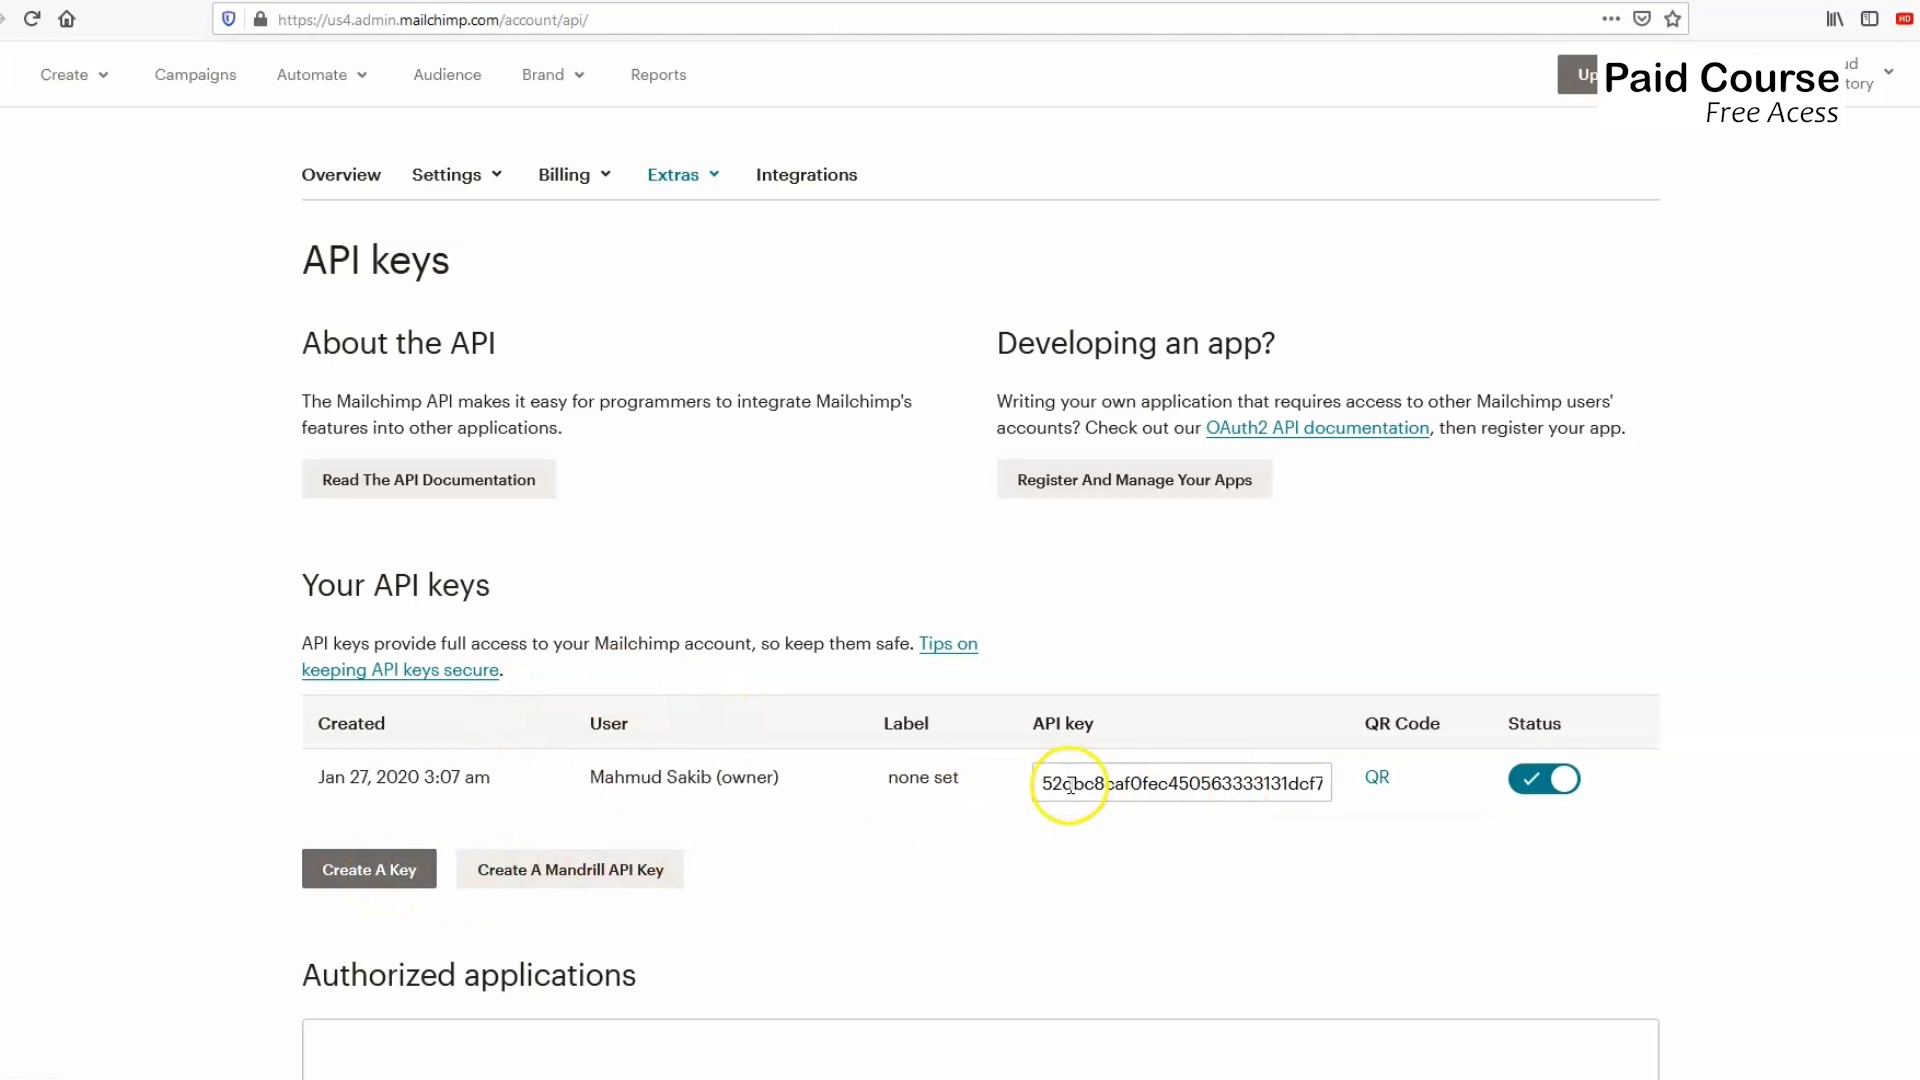 https://us4.admin.mailchimp.com/account/api/
HD
Create
Campaigns
Automate
Audience
Brand
Reports
Paid Course
Free Acess
Overview
Settings
Billing
Extras
Integrations
API keys
About the API
The Mailchimp API makes it easy for programmers to integrate Mailchimp's
features into other applications.
Read The API Documentation
Developing an app?
Writing your own application that requires access to other Mailchimp users'
accounts? Check out our OAuth2 API documentation, then register your app.
Register And Manage Your Apps
Your API keys
API keys provide full access to your Mailchimp account, so keep them safe. Tips on
keeping API keys secure.
Created User Label API key QR Code Status
Jan 27, 2020 3:07 am Mahmud Sakib (owner) none set QR
Create A Key
Create A Mandrill API Key
Authorized applications